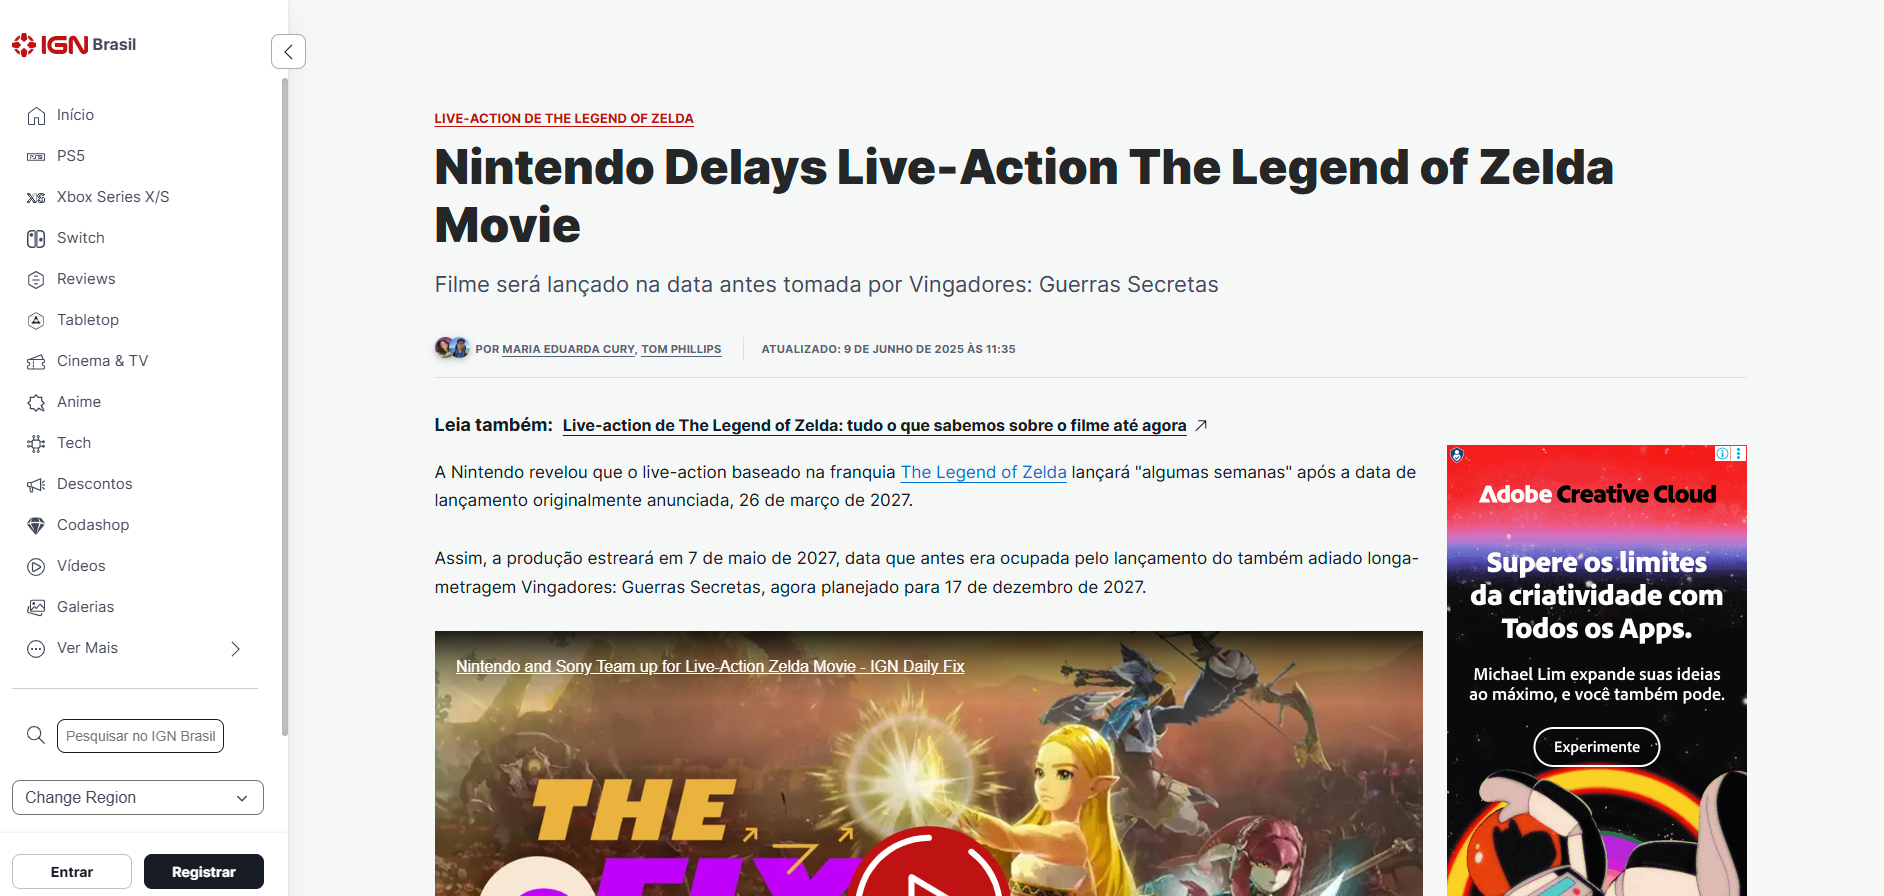 IGN Brasil
Início
PS5
Xbox Series X/S
Switch
Reviews
Tabletop
Cinema & TV
Anime
Tech
Descontos
Codashop
Vídeos
Galerias
Ver Mais
Pesquisar no IGN Brasil
Change Region
Entrar
Registrar
LIVE-ACTION DE THE LEGEND OF ZELDA
Nintendo Delays Live-Action The Legend of Zelda
Movie
Filme será lançado na data antes tomada por Vingadores: Guerras Secretas
POR MARIA EDUARDA CURY, TOM PHILLIPS
ATUALIZADO: 9 DE JUNHO DE 2025 ÀS 11:35
Leia também: Live-action de The Legend of Zelda: tudo o que sabemos sobre o filme até agora
A Nintendo revelou que o live-action baseado na franquia The Legend of Zelda lançará "algumas semanas" após a data de
lançamento originalmente anunciada, 26 de março de 2027.
Assim, a produção estreará em 7 de maio de 2027, data que antes era ocupada pelo lançamento do também adiado longa-
metragem Vingadores: Guerras Secretas, agora planejado para 17 de dezembro de 2027.
Nintendo and Sony Team up for Live-Action Zelda Movie - IGN Daily Fix
THE
FIX
Adobe Creative Cloud
Supere os limites
da criatividade com
Todos os Apps.
Michael Lim expande suas ideias
ao máximo, e você também pode.
Experimente